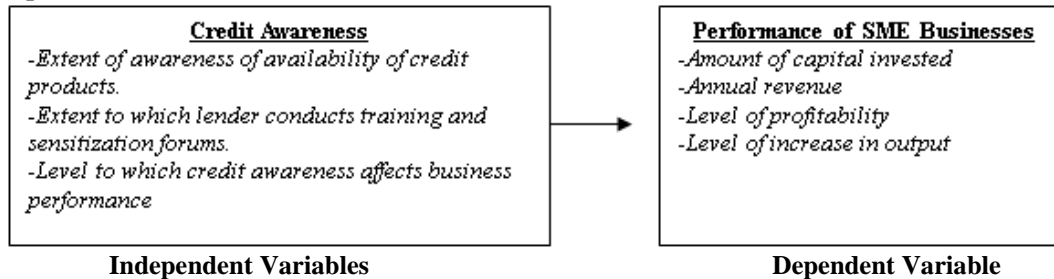 Credit Awareness
-Extent of awareness of availability of credit
products.
-Extent to which lender conducts training and
sensitization forums.
-Level to which credit awareness affects business
performance
Performance of SME Businesses
-Amount of capital invested
-Annual revenue
-Level of profitability
-Level of increase in output
Independent Variables
Dependent Variable